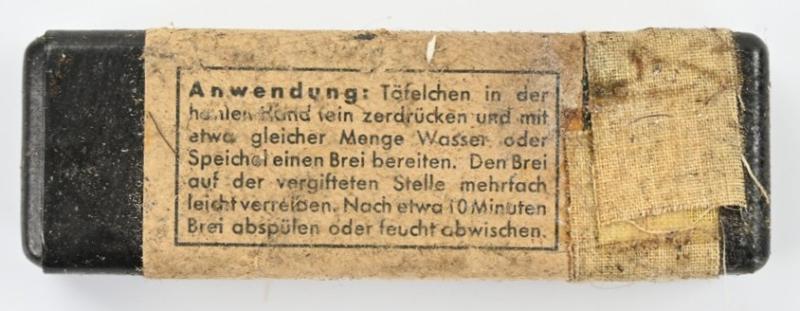 Anwendung: Töfelchen in der
hohlen Hand fein zerdrücken und mit
etwa gleicher Menge Wasser oder
Speichel einen Brei bereiten. Den Brei
auf der vergifteten Stelle mehrfach
leicht verreiben. Nach etwa 10 Minuten
Brei abspülen oder feucht abwischen.